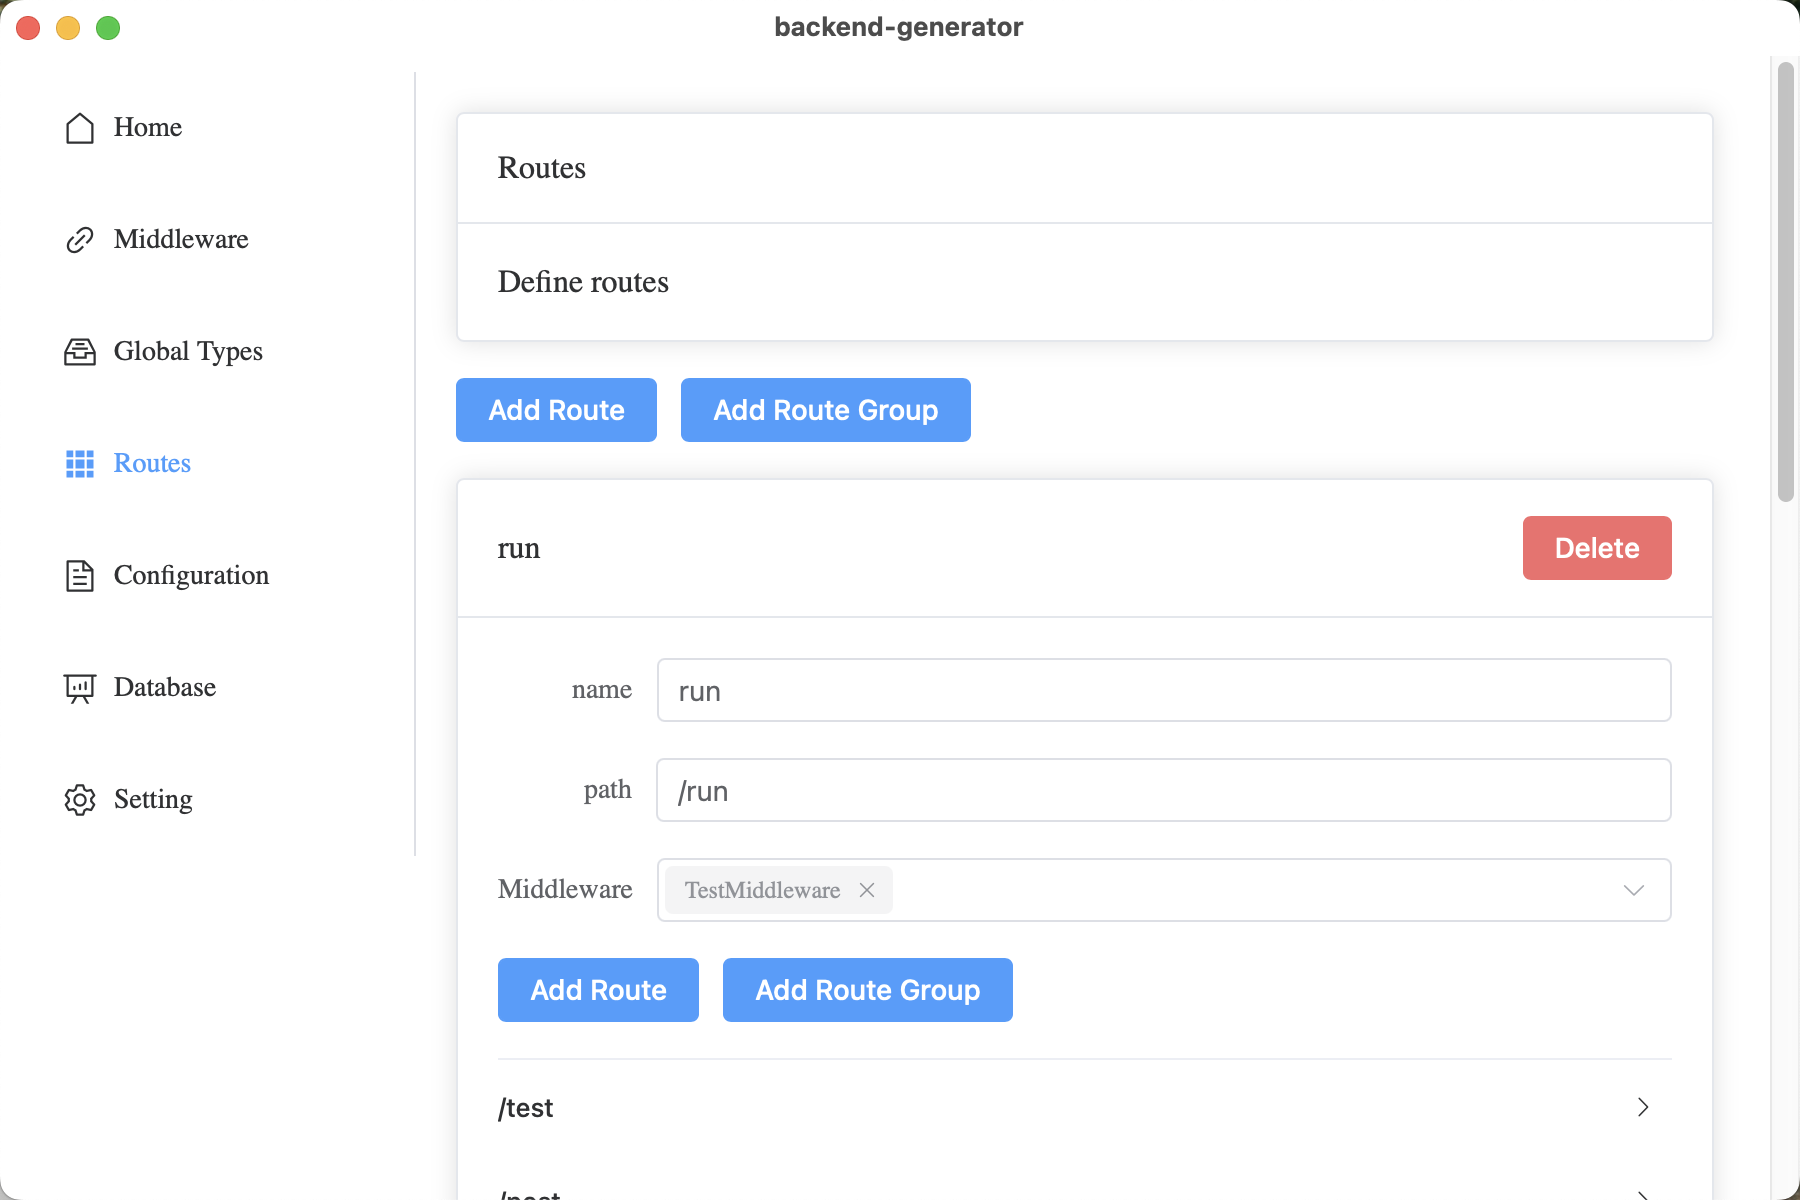 backend-generator
Home
Middleware
Global Types
Routes
Configuration
Database
Setting
Routes
Define routes
Add Route
Add Route Group
run
Delete
name
run
path
/run
Middleware
TestMiddleware
Add Route
Add Route Group
/test